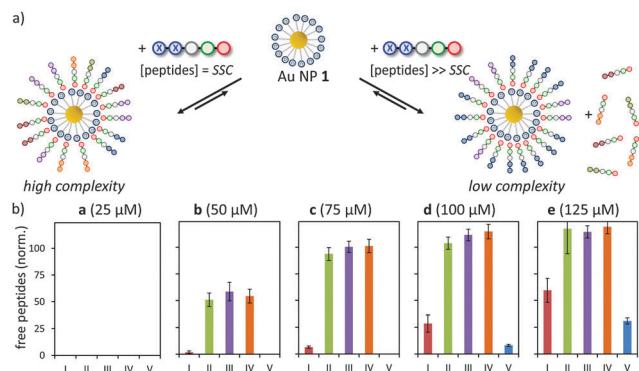 a)
+ X X
[peptides] = SSC
Au NP 1
+ X X
[peptides] >> SSC
+
high complexity
low complexity
b)
a (25 μM)
b (50 μM)
c (75 μM)
d (100 μM)
e (125 μM)
free peptides (norm.)
100
75
50
25
0
I II III IV V
I II III IV V
I II III IV V
I II III IV V
I II III IV V